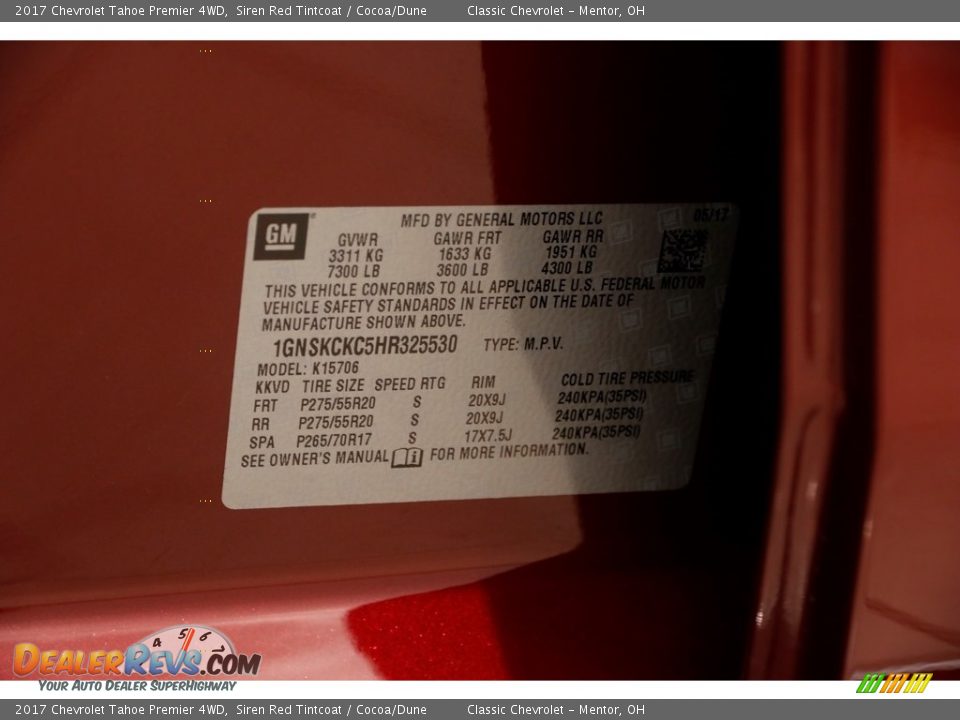 2017 Chevrolet Tahoe Premier 4WD, Siren Red Tintcoat / Cocoa/Dune Classic Chevrolet – Mentor, OH
GM
MFD BY GENERAL MOTORS LLC 05/17
GVWR GAWR FRT GAWR RR
3311 KG 1633 KG 1951 KG
7300 LB 3600 LB 4300 LB
THIS VEHICLE CONFORMS TO ALL APPLICABLE U.S. FEDERAL MOTOR
VEHICLE SAFETY STANDARDS IN EFFECT ON THE DATE OF
MANUFACTURE SHOWN ABOVE.
1GNSKCKC5HR325530 TYPE: M.P.V.
MODEL: K15706
KKVD TIRE SIZE SPEED RTG RIM COLD TIRE PRESSURE
FRT P275/55R20 S 20X9J 240KPA(35PSI)
RR P275/55R20 S 20X9J 240KPA(35PSI)
SPA P265/70R17 S 17X7.5J 240KPA(35PSI)
SEE OWNER'S MANUAL i FOR MORE INFORMATION.
4 5 6
DEALERREVS.COM
YOUR AUTO DEALER SUPERHIGHWAY
2017 Chevrolet Tahoe Premier 4WD, Siren Red Tintcoat / Cocoa/Dune Classic Chevrolet – Mentor, OH